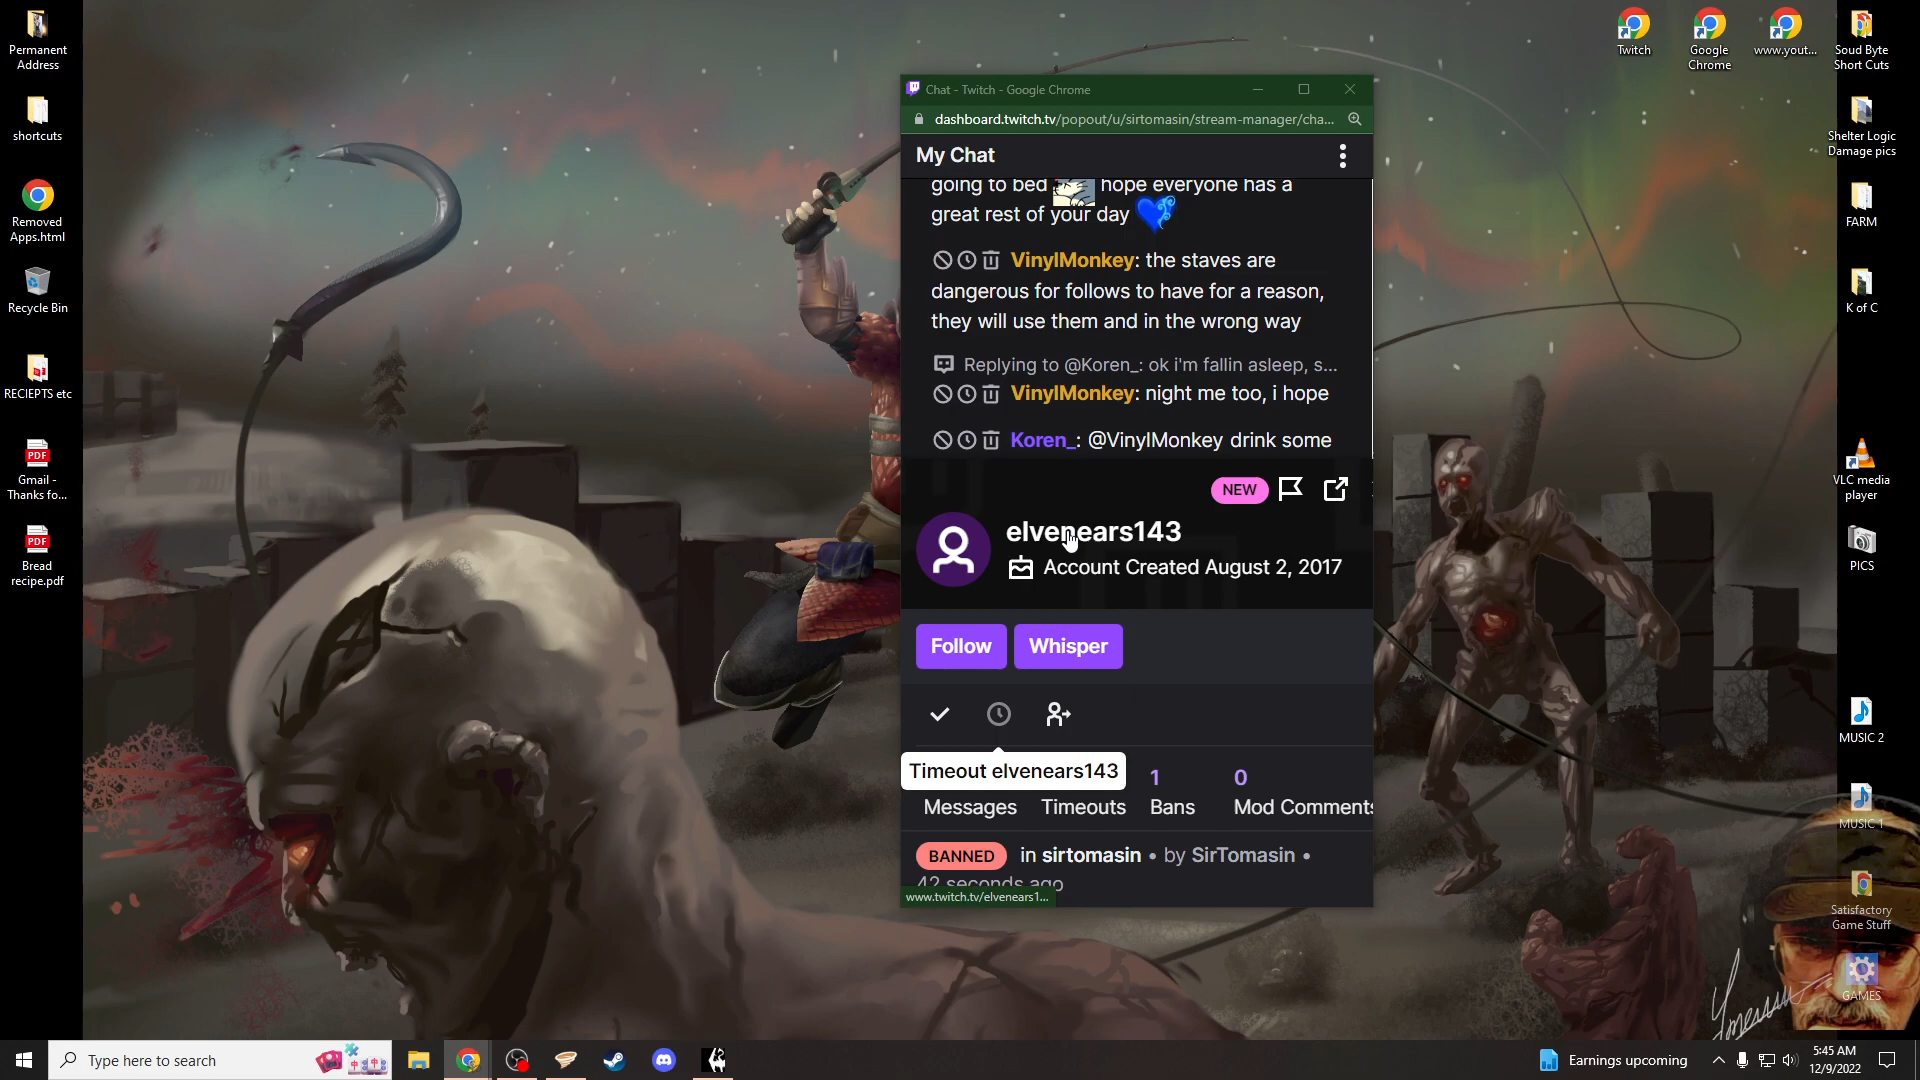 Permanent
Address
shortcuts
Removed
Apps.html
Recycle Bin
RECIEPTS etc
PDF
Gmail -
Thanks fo...
PDF
Bread
recipe.pdf
Twitch
Google
Chrome
www.yout...
Soud Byte
Short Cuts
Shelter Logic
Damage pics
FARM
K of C
VLC media
player
PICS
MUSIC 2
MUSIC 1
Satisfactory
Game Stuff
GAMES
Chat - Twitch - Google Chrome
dashboard.twitch.tv/popout/u/sirtomasin/stream-manager/cha...
My Chat
going to bed hope everyone has a
great rest of your day
VinylMonkey: the staves are
dangerous for follows to have for a reason,
they will use them and in the wrong way
Replying to @Koren_: ok i'm fallin asleep, s...
VinylMonkey: night me too, i hope
Koren_: @VinylMonkey drink some
NEW
elvenears143
Account Created August 2, 2017
Follow
Whisper
Timeout elvenears143
1
0
Messages
Timeouts
Bans
Mod Comments
BANNED in sirtomasin • by SirTomasin •
42 seconds ago
www.twitch.tv/elvenears1...
Type here to search
Earnings upcoming
5:45 AM
12/9/2022